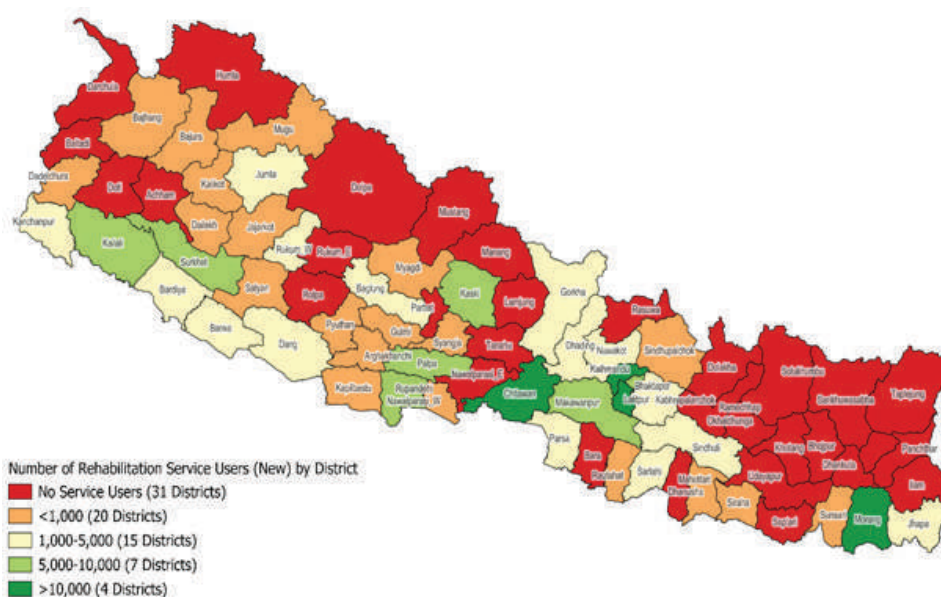 Humla
Darchula
Bajhang
Bajura
Mugu
Baitadi
Dadeldhura
Doti
Achham
Kalikot
Jumla
Dolpa
Mustang
Kanchanpur
Kailali
Dailekh
Jajarkot
Rukum_W
Rukum_E
Manang
Surkhet
Salyan
Rolpa
Baglung
Myagdi
Kaski
Lamjung
Gorkha
Rasuwa
Bardiya
Banke
Dang
Pyuthan
Gulmi
Parbat
Syangja
Tanahu
Dhading
Nuwakot
Sindhupalchok
Arghakhanchi
Palpa
Nawalparasi_E
Kathmandu
Bhaktapur
Dolakha
Solukhumbu
Sankhuwasabha
Taplejung
Kapilbastu
Rupandehi
Nawalparasi_W
Chitawan
Makawanpur
Lalitpur
Kabhrepalanchok
Ramechhap
Okhaldhunga
Khotang
Bhojpur
Panchthar
Dhankuta
Parsa
Bara
Rautahat
Sarlahi
Sindhuli
Mahottari
Dhanusha
Siraha
Udayapur
Saptari
Sunsari
Morang
Ilam
Jhapa
Number of Rehabilitation Service Users (New) by District
No Service Users (31 Districts)
<1,000 (20 Districts)
1,000-5,000 (15 Districts)
5,000-10,000 (7 Districts)
>10,000 (4 Districts)